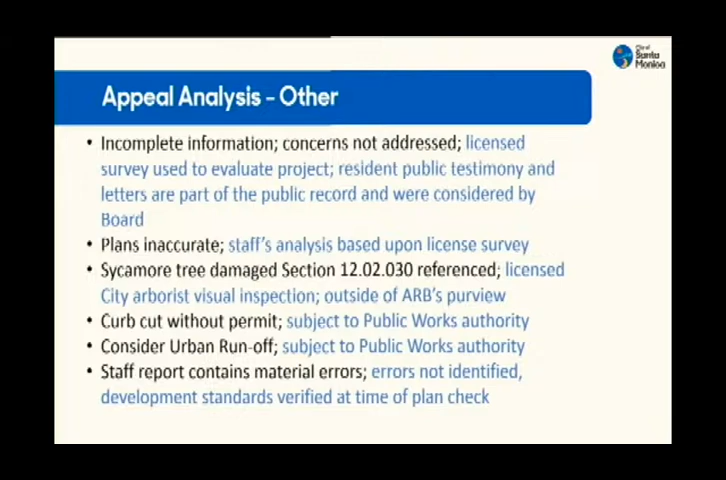 City of
Santa
Monica
Appeal Analysis – Other
• Incomplete information; concerns not addressed; licensed
survey used to evaluate project; resident public testimony and
letters are part of the public record and were considered by
Board
• Plans inaccurate; staff's analysis based upon license survey
• Sycamore tree damaged Section 12.02.030 referenced; licensed
City arborist visual inspection; outside of ARB's purview
• Curb cut without permit; subject to Public Works authority
• Consider Urban Run-off; subject to Public Works authority
• Staff report contains material errors; errors not identified,
development standards verified at time of plan check